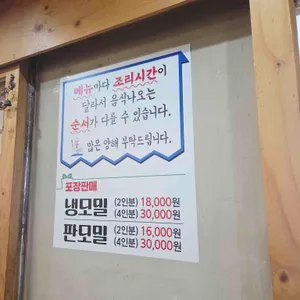 메뉴마다 조리시간이
달라서 음식나오는
순서가 다를 수 있습니다.
많은 양해 부탁드립니다.
포장판매
냉모밀 (2인분) 18,000원
(4인분) 30,000원
판모밀 (2인분) 16,000원
(4인분) 30,000원